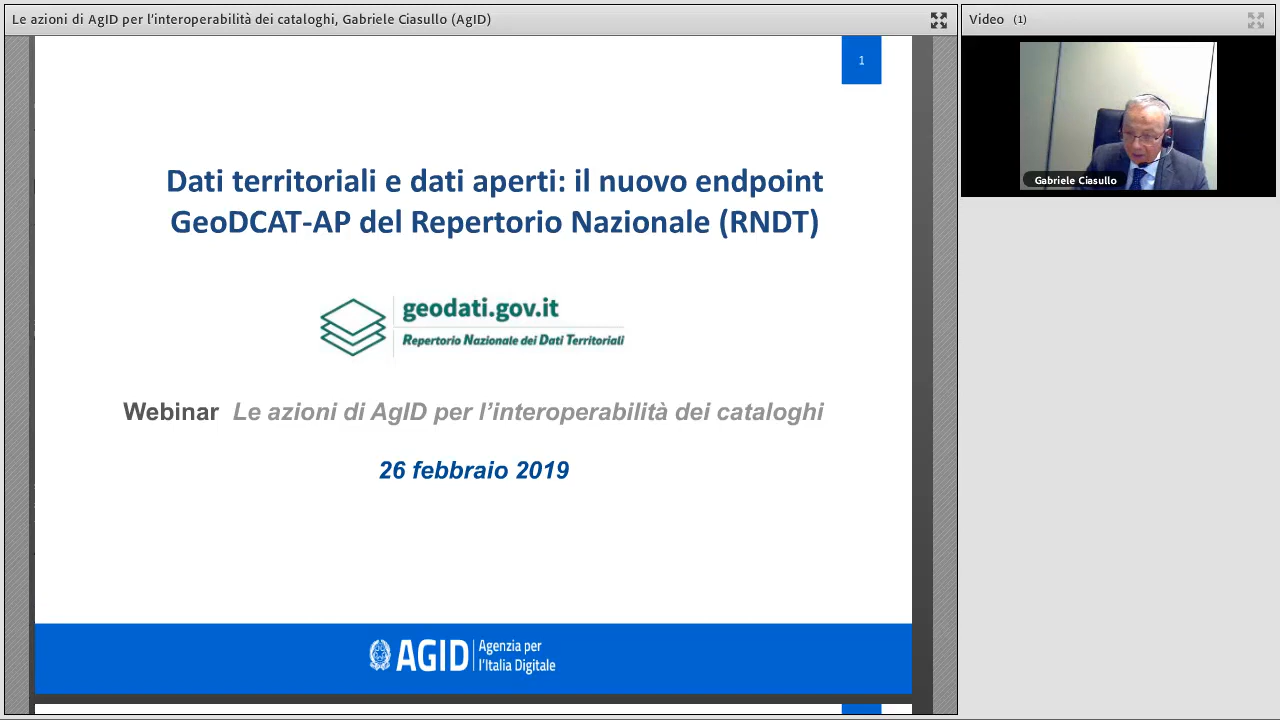 Le azioni di AgID per l'interoperabilità dei cataloghi, Gabriele Ciasullo (AgID)
Video (1)
1
Gabriele Ciasullo
Dati territoriali e dati aperti: il nuovo endpoint
GeoDCAT-AP del Repertorio Nazionale (RNDT)
geodati.gov.it
Repertorio Nazionale dei Dati Territoriali
Webinar Le azioni di AgID per l’interoperabilità dei cataloghi
26 febbraio 2019
AGID
Agenzia per
l'Italia Digitale